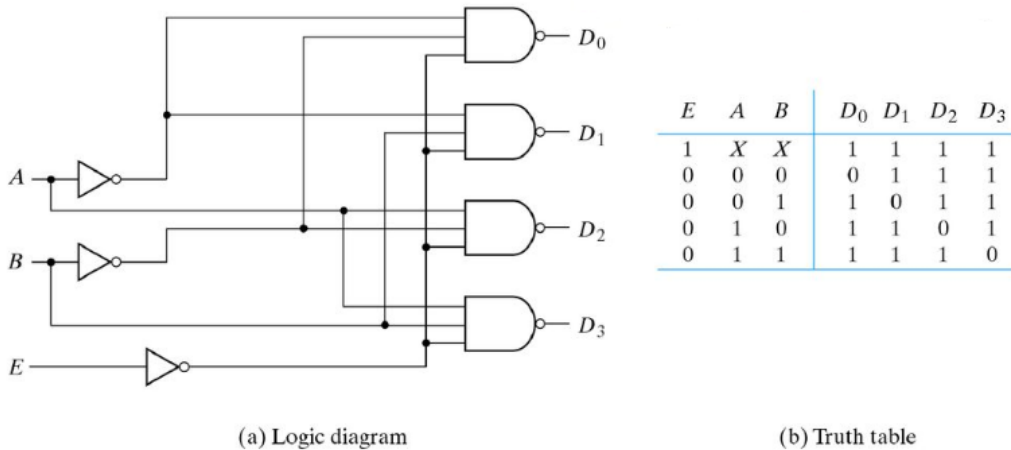 D0
D1
A
D2
B
D3
E
(a) Logic diagram
E A B D0 D1 D2 D3
1 X X 1 1 1 1
0 0 0 0 1 1 1
0 0 1 1 0 1 1
0 1 0 1 1 0 1
0 1 1 1 1 1 0
(b) Truth table